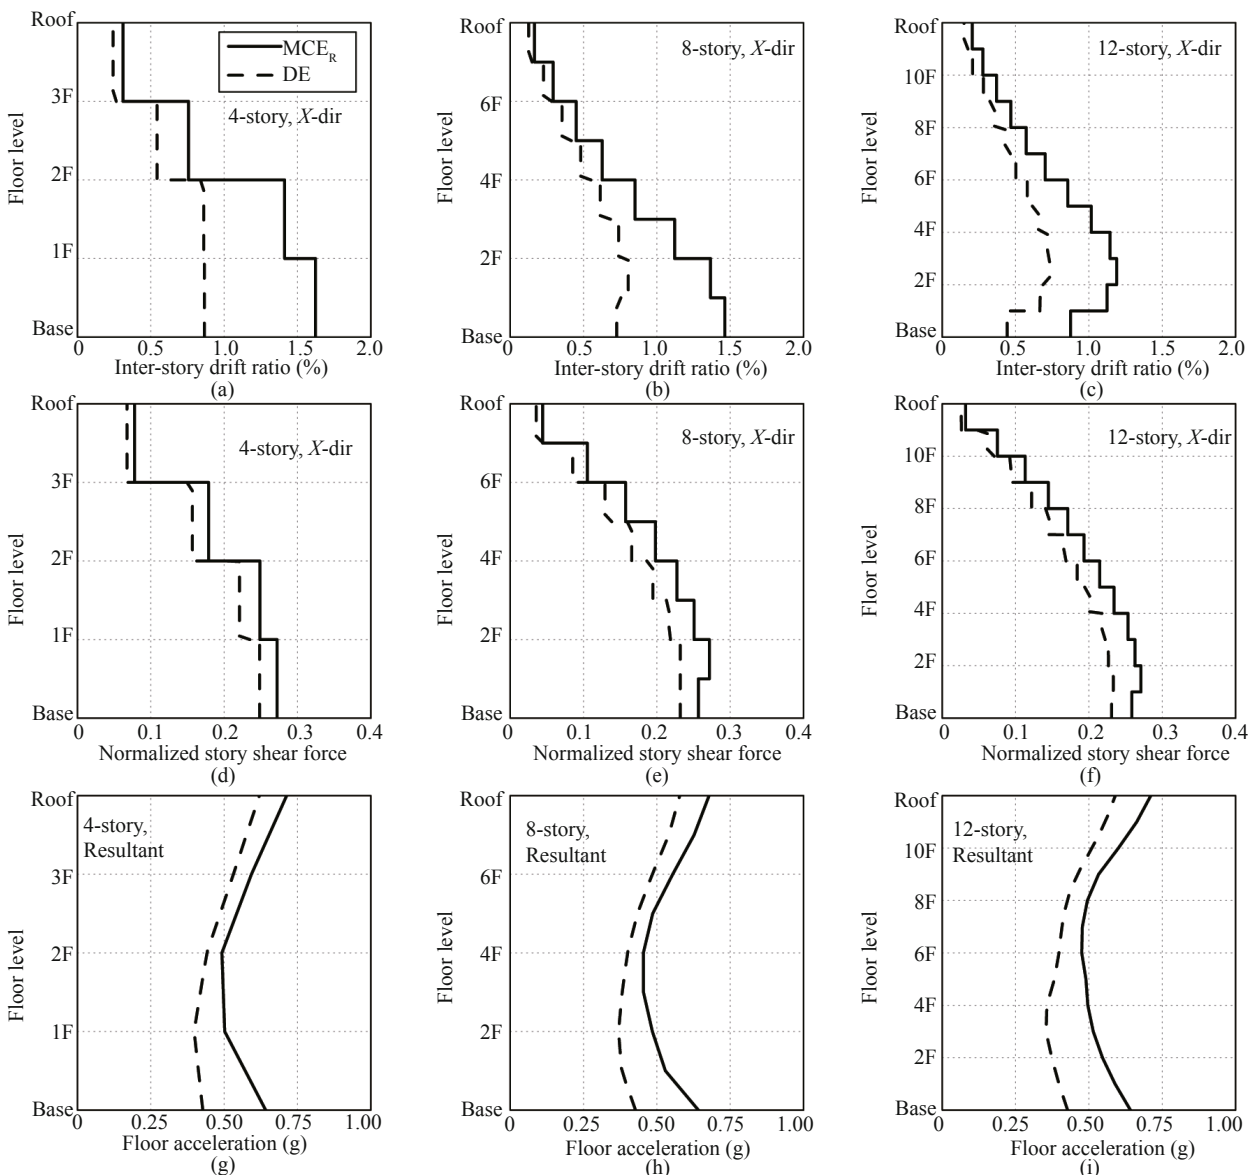 Roof
3F
2F
1F
Base
Floor level
MCE_R
DE
4-story, X-dir
0 0.5 1.0 1.5 2.0
Inter-story drift ratio (%)
(a)
Roof
6F
4F
2F
Base
Floor level
8-story, X-dir
0 0.5 1.0 1.5 2.0
Inter-story drift ratio (%)
(b)
Roof
10F
8F
6F
4F
2F
Base
Floor level
12-story, X-dir
0 0.5 1.0 1.5 2.0
Inter-story drift ratio (%)
(c)
Roof
3F
2F
1F
Base
Floor level
4-story, X-dir
0 0.1 0.2 0.3 0.4
Normalized story shear force
(d)
Roof
6F
4F
2F
Base
Floor level
8-story, X-dir
0 0.1 0.2 0.3 0.4
Normalized story shear force
(e)
Roof
10F
8F
6F
4F
2F
Base
Floor level
12-story, X-dir
0 0.1 0.2 0.3 0.4
Normalized story shear force
(f)
Roof
3F
2F
1F
Base
Floor level
4-story,
Resultant
0 0.25 0.50 0.75 1.00
Floor acceleration (g)
(g)
Roof
6F
4F
2F
Base
Floor level
8-story,
Resultant
0 0.25 0.50 0.75 1.00
Floor acceleration (g)
(h)
Roof
10F
8F
6F
4F
2F
Base
Floor level
12-story,
Resultant
0 0.25 0.50 0.75 1.00
Floor acceleration (g)
(i)